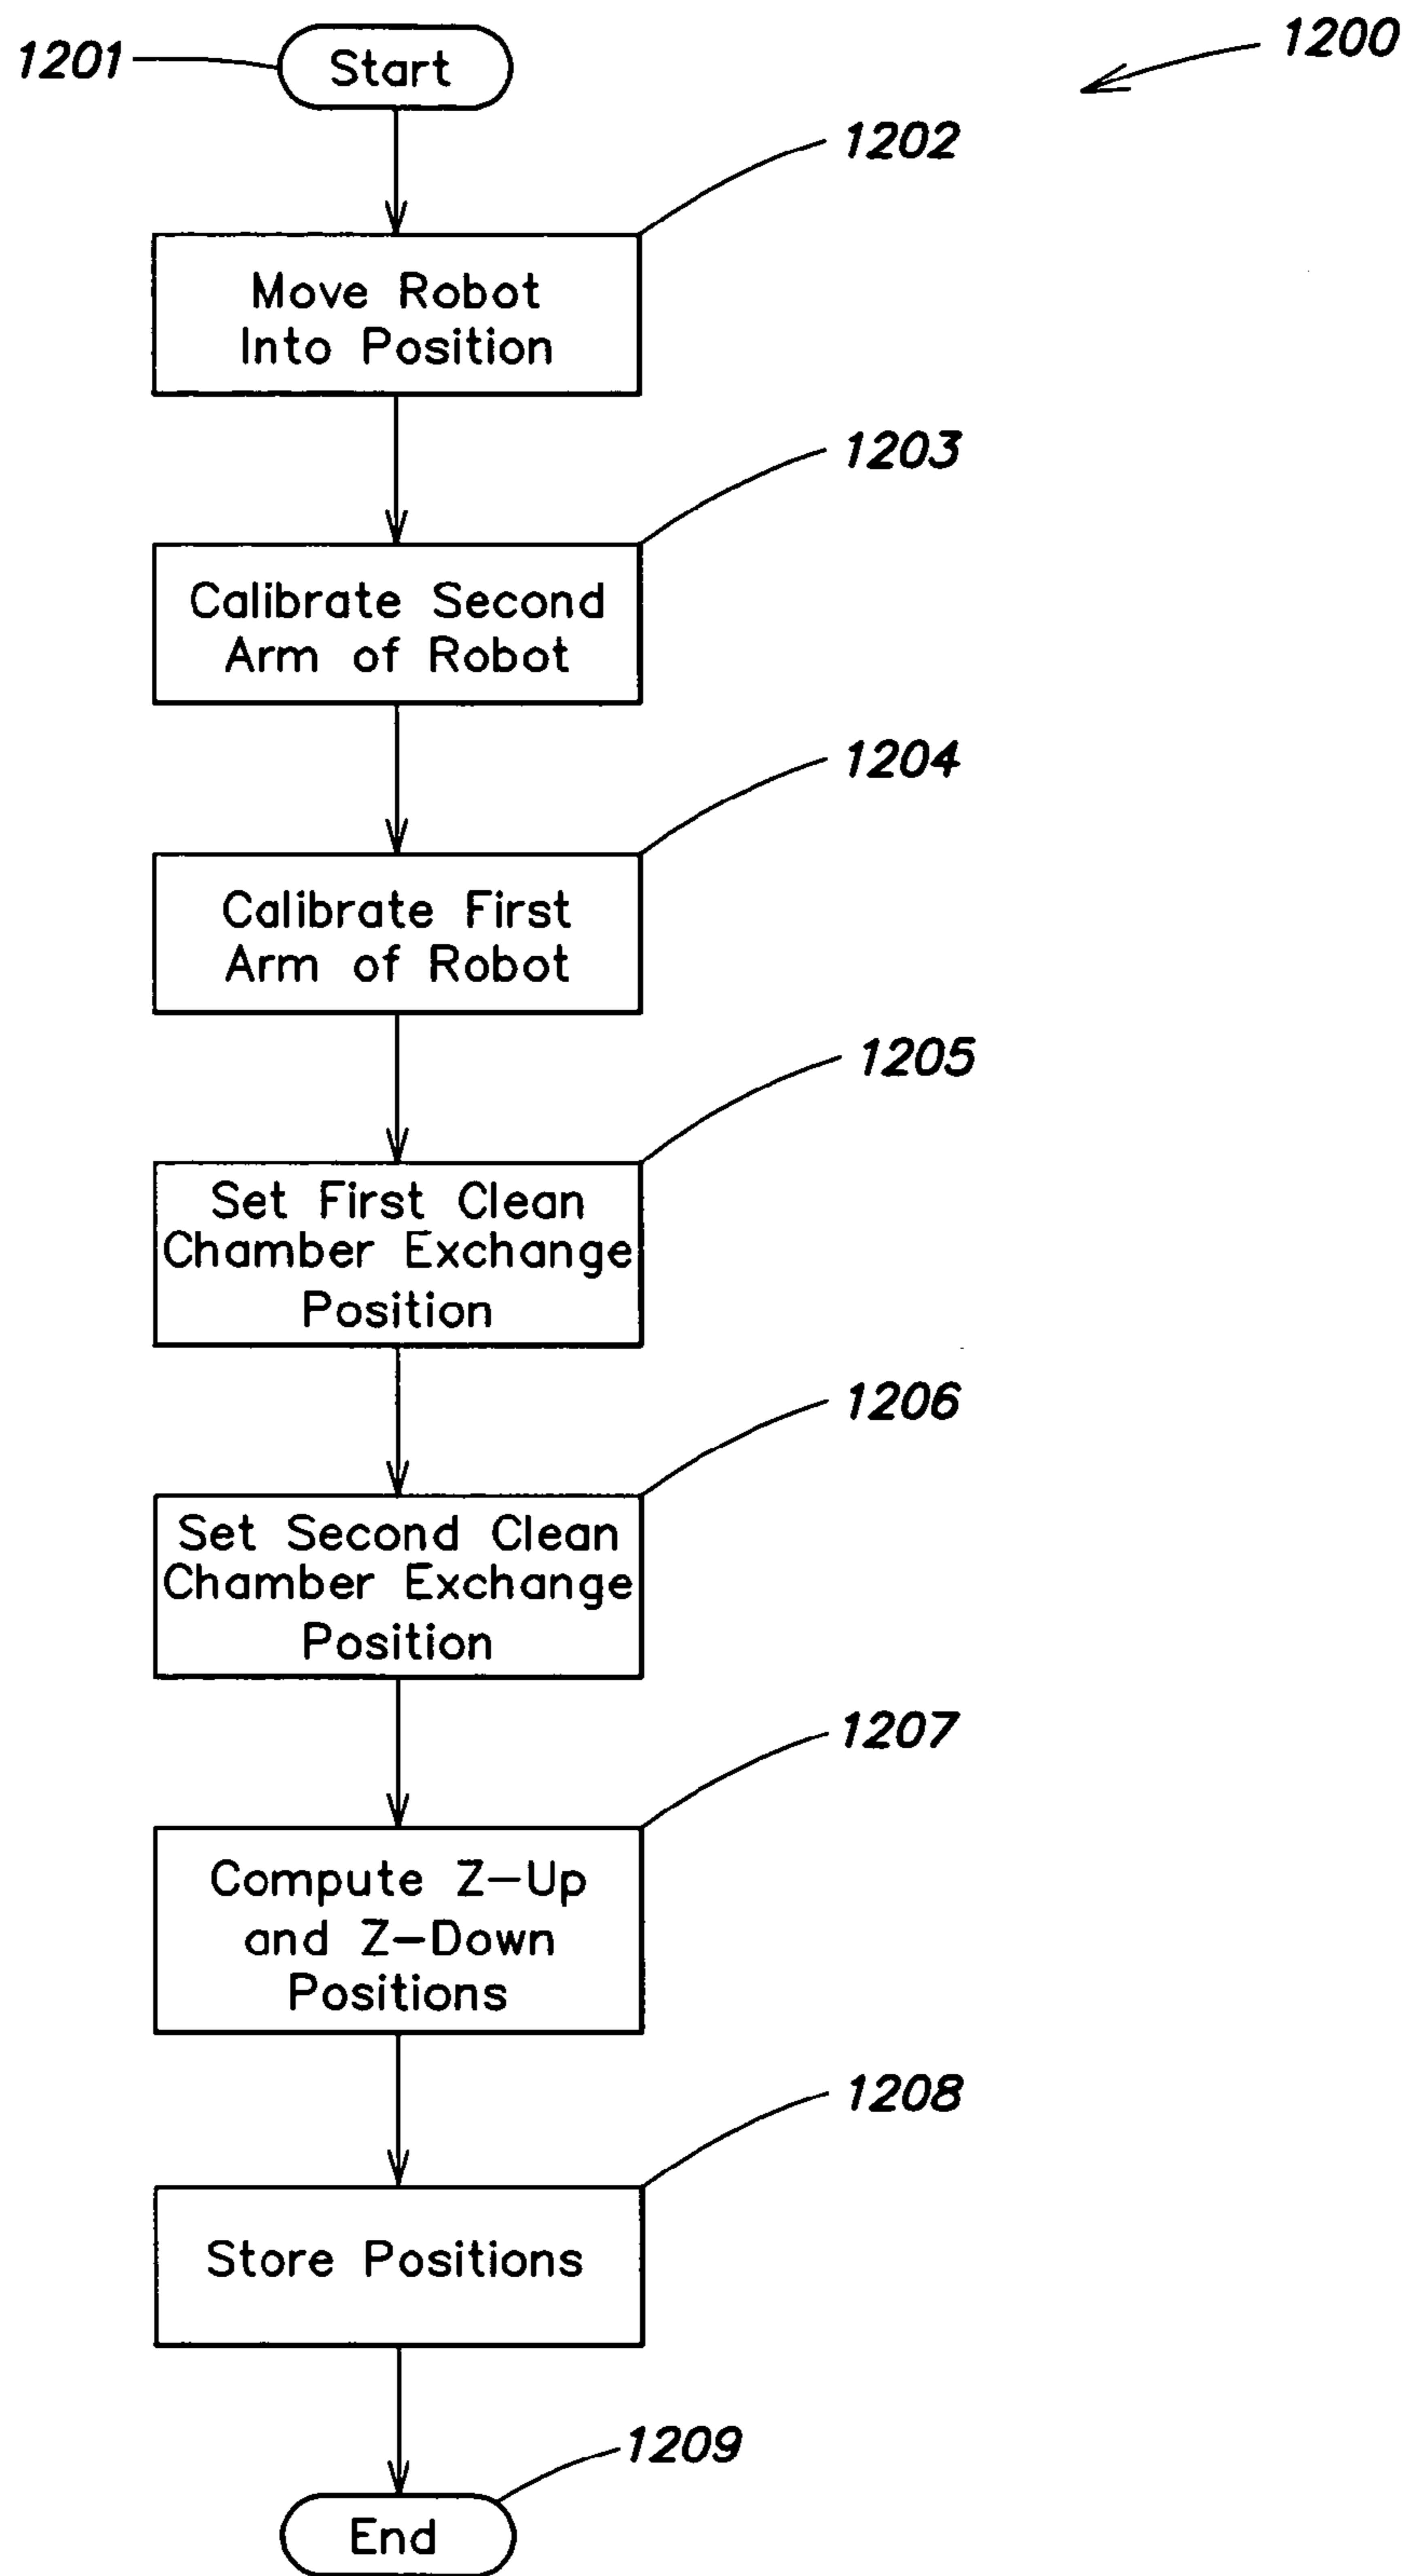 1200
1201
Start
1202
Move Robot
Into Position
1203
Calibrate Second
Arm of Robot
1204
Calibrate First
Arm of Robot
1205
Set First Clean
Chamber Exchange
Position
1206
Set Second Clean
Chamber Exchange
Position
1207
Compute Z-Up
and Z-Down
Positions
1208
Store Positions
1209
End